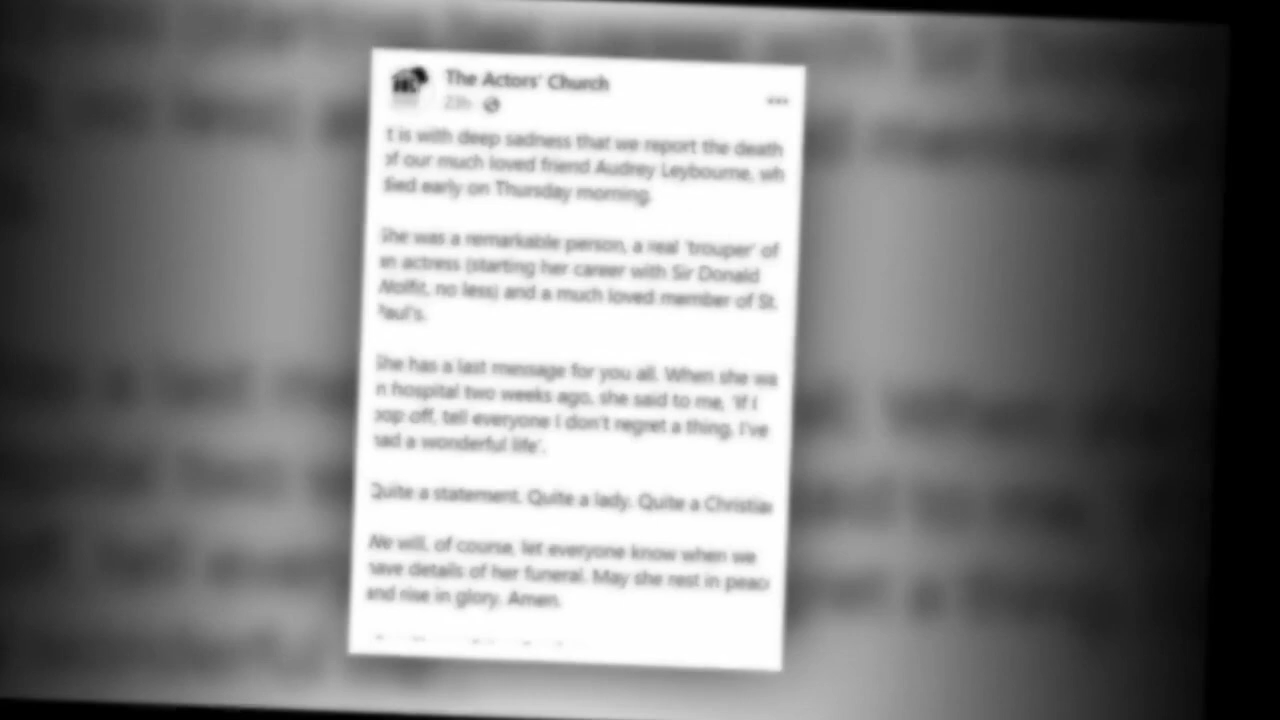 The Actors' Church
23h
t is with deep sadness that we report the death
of our much loved friend Audrey Leybourne, wh
died early on Thursday morning.
She was a remarkable person, a real 'trouper' of
an actress (starting her career with Sir Donald
Wolfit, no less) and a much loved member of St.
Paul's.
She has a last message for you all. When she wa
n hospital two weeks ago, she said to me, 'If I
pop off, tell everyone I don't regret a thing, I've
had a wonderful life'.
Quite a statement. Quite a lady. Quite a Christian
We will, of course, let everyone know when we
have details of her funeral. May she rest in peac
and rise in glory. Amen.